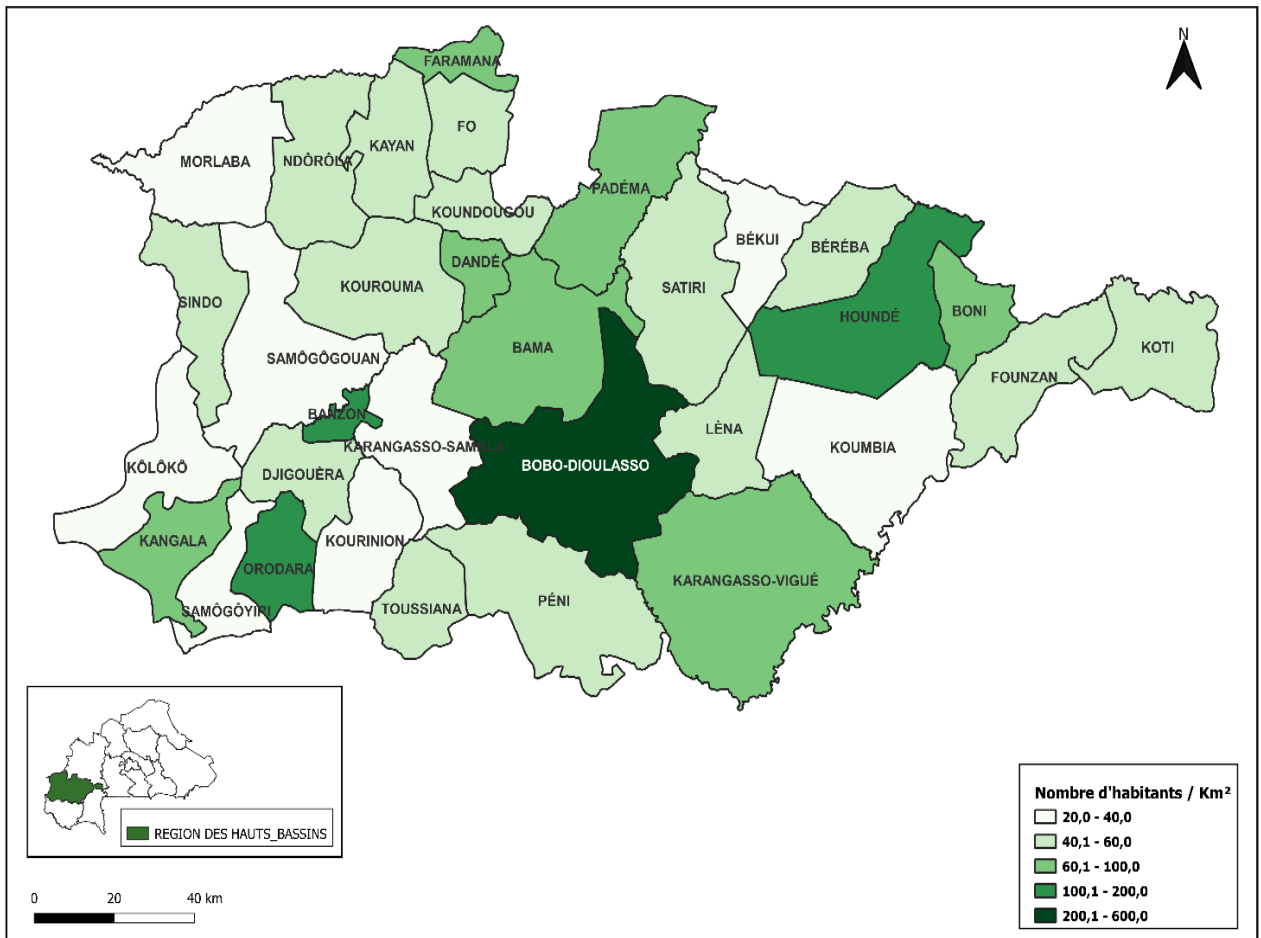 N
FARAMANA
FO
MORLABA
NDÔRÔLA
KAYAN
PADÉMA
KOUNDOUGOU
BÉKUI
BÉRÉBA
DANDÉ
KOUROUMA
SATIRI
SINDO
HOUNDÉ
BONI
BAMA
KOTI
SAMÔGÔGOUAN
FOUNZAN
BANZON
LÈNA
KARANGASSO-SAMBLA
KOUMBIA
KÔLÔKÔ
BOBO-DIOULASSO
DJIGOUÈRA
KANGALA
KOURINION
ORODARA
KARANGASSO-VIGUÉ
PÉNI
TOUSSIANA
SAMÔGÔYIRI
REGION DES HAUTS_BASSINS
0 20 40 km
Nombre d'habitants / Km²
20,0 - 40,0
40,1 - 60,0
60,1 - 100,0
100,1 - 200,0
200,1 - 600,0